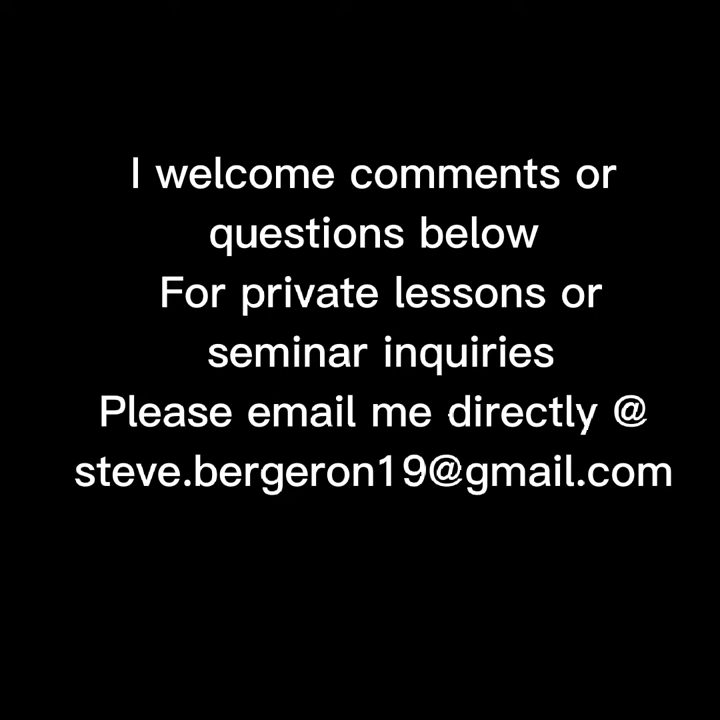 I welcome comments or
questions below
For private lessons or
seminar inquiries
Please email me directly @
steve.bergeron19@gmail.com